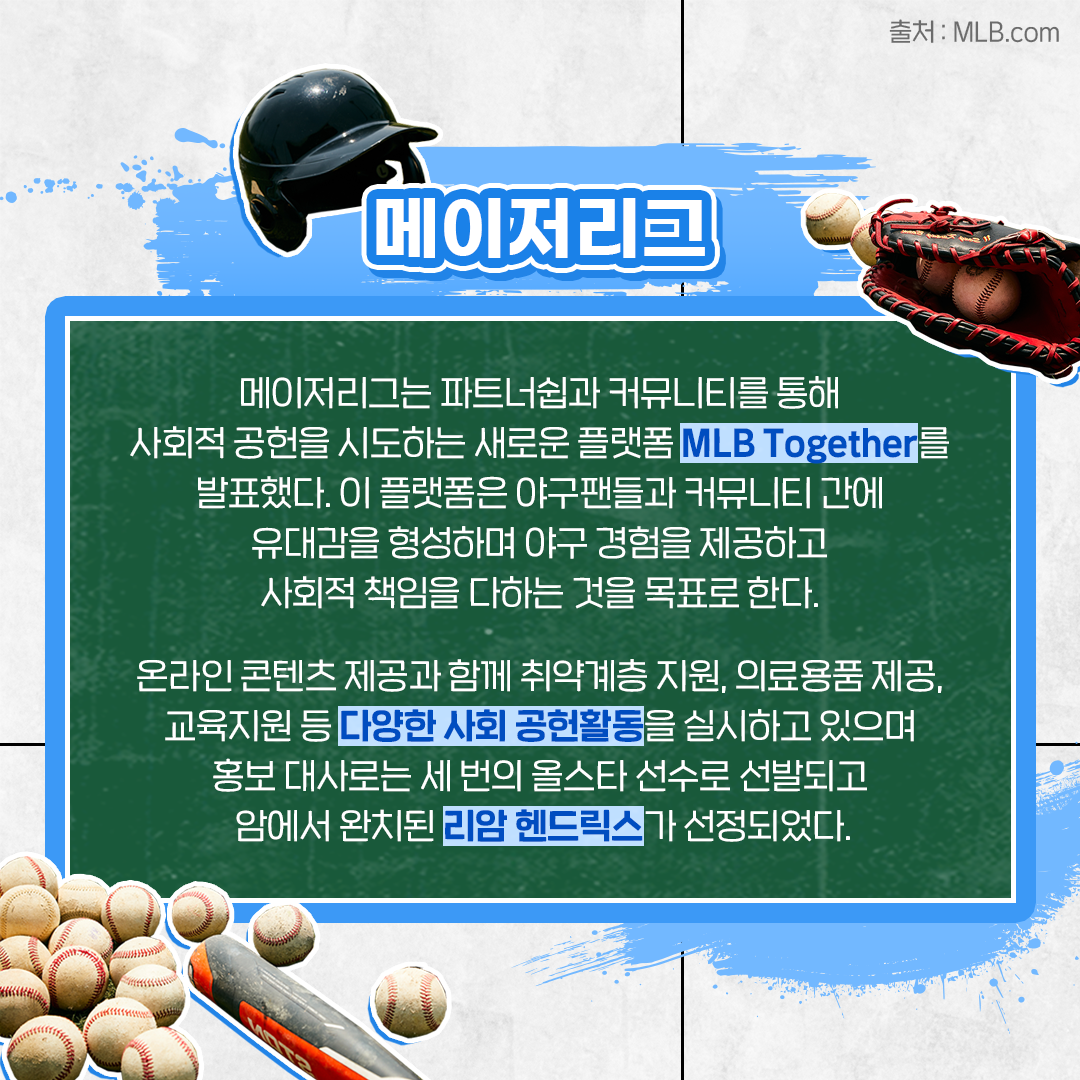 출처 : MLB.com
메이저리그
메이저리그는 파트너쉽과 커뮤니티를 통해
사회적 공헌을 시도하는 새로운 플랫폼 MLB Together를
발표했다. 이 플랫폼은 야구팬들과 커뮤니티 간에
유대감을 형성하며 야구 경험을 제공하고
사회적 책임을 다하는 것을 목표로 한다.
온라인 콘텐츠 제공과 함께 취약계층 지원, 의료용품 제공,
교육지원 등 다양한 사회 공헌활동을 실시하고 있으며
홍보 대사로는 세 번의 올스타 선수로 선발되고
암에서 완치된 리암 헨드릭스가 선정되었다.